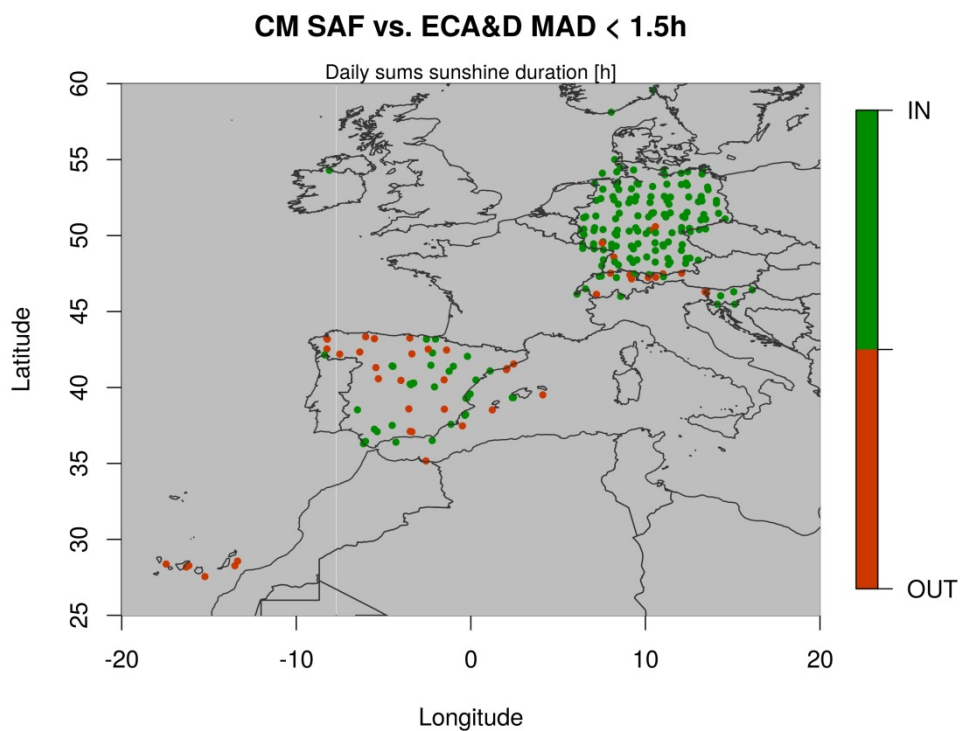 CM SAF vs. ECA&D MAD < 1.5h
Daily sums sunshine duration [h]
60
55
50
45
40
35
30
25
Latitude
-20
-10
0
10
20
Longitude
IN
OUT